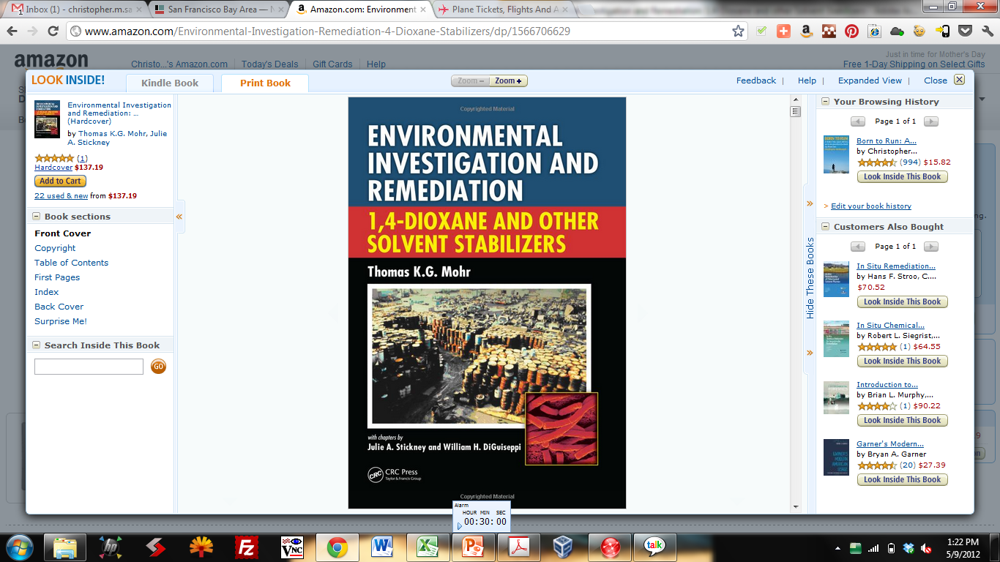 Inbox (1) - christopher.m.sa
San Francisco Bay Area — N
Amazon.com: Environment
Plane Tickets, Flights And A
www.amazon.com/Environmental-Investigation-Remediation-4-Dioxane-Stabilizers/dp/1566706629
amazon
Christo...'s Amazon.com
Today's Deals
Gift Cards
Help
Just in time for Mother's Day
Free 1-Day Shipping on Select Gifts
LOOK INSIDE!
Kindle Book
Print Book
Zoom –
Zoom +
Feedback |
Help |
Expanded View |
Close
Environmental Investigation
and Remediation: ...
(Hardcover)
by Thomas K.G. Mohr, Julie
A. Stickney
(1)
Hardcover $137.19
Add to Cart
22 used & new from $137.19
Book sections
Front Cover
Copyright
Table of Contents
First Pages
Index
Back Cover
Surprise Me!
Search Inside This Book
GO
«
Copyrighted Material
ENVIRONMENTAL
INVESTIGATION AND
REMEDIATION
1,4-DIOXANE AND OTHER
SOLVENT STABILIZERS
Thomas K.G. Mohr
with chapters by
Julie A. Stickney and William H. DiGuiseppi
CRC
CRC Press
Taylor & Francis Group
Copyrighted Material
»
Hide These Books
»
Your Browsing History
Page 1 of 1
Born to Run: A...
by Christopher...
(994) $15.82
Look Inside This Book
> Edit your book history
Customers Also Bought
Page 1 of 1
In Situ Remediation...
by Hans F. Stroo, C....
$70.52
Look Inside This Book
In Situ Chemical...
by Robert L. Siegrist,...
(1) $64.55
Look Inside This Book
Introduction to...
by Brian L. Murphy,...
(1) $90.22
Look Inside This Book
Garner's Modern...
by Bryan A. Garner
(20) $27.39
Look Inside This Book
Alarm
HOUR MIN SEC
00:30:00
hp
FZ
VNC
talk
1:22 PM
5/9/2012